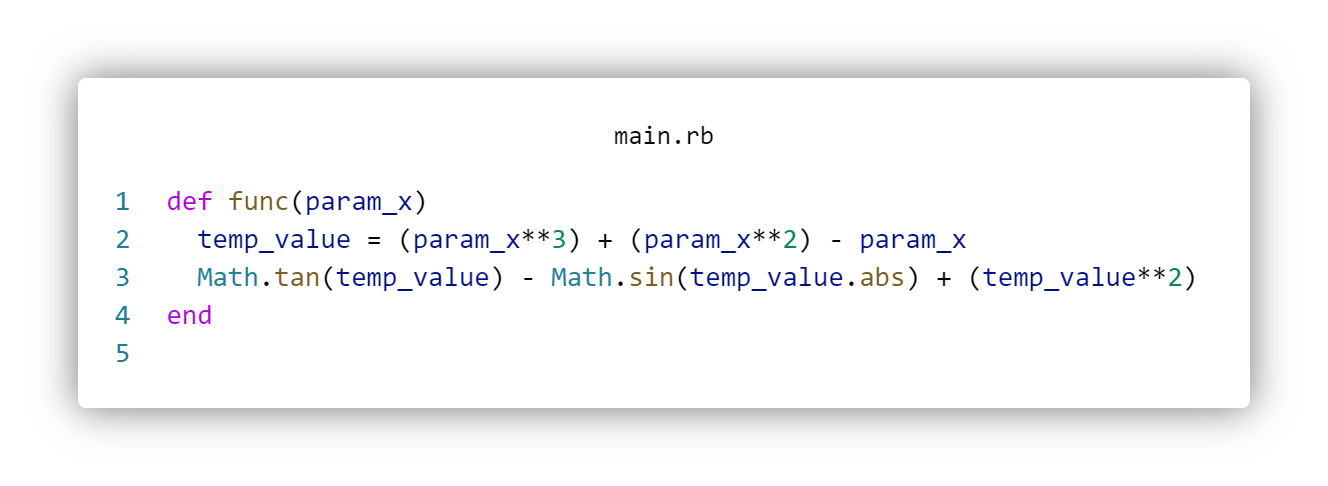 main.rb
1 def func(param_x)
2   temp_value = (param_x**3) + (param_x**2) - param_x
3   Math.tan(temp_value) - Math.sin(temp_value.abs) + (temp_value**2)
4 end
5